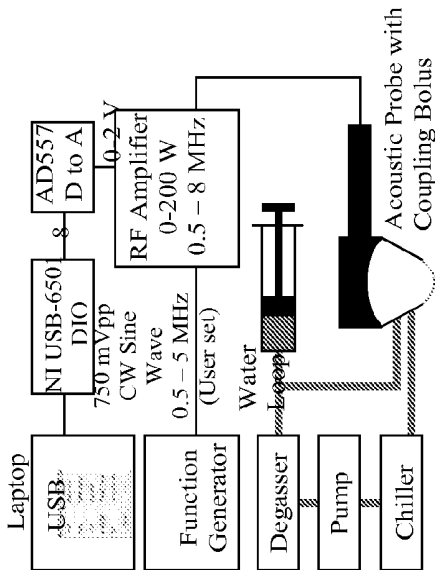 Laptop
USB
NI USB-6501
DIO
8
AD557
D to A
0-2 V
Function
Generator
750 mVpp
CW Sine
Wave
0.5 – 5 MHz
(User set)
RF Amplifier
0-200 W
0.5 – 8 MHz
Water
Loop
Degasser
Pump
Chiller
Acoustic Probe with
Coupling Bolus